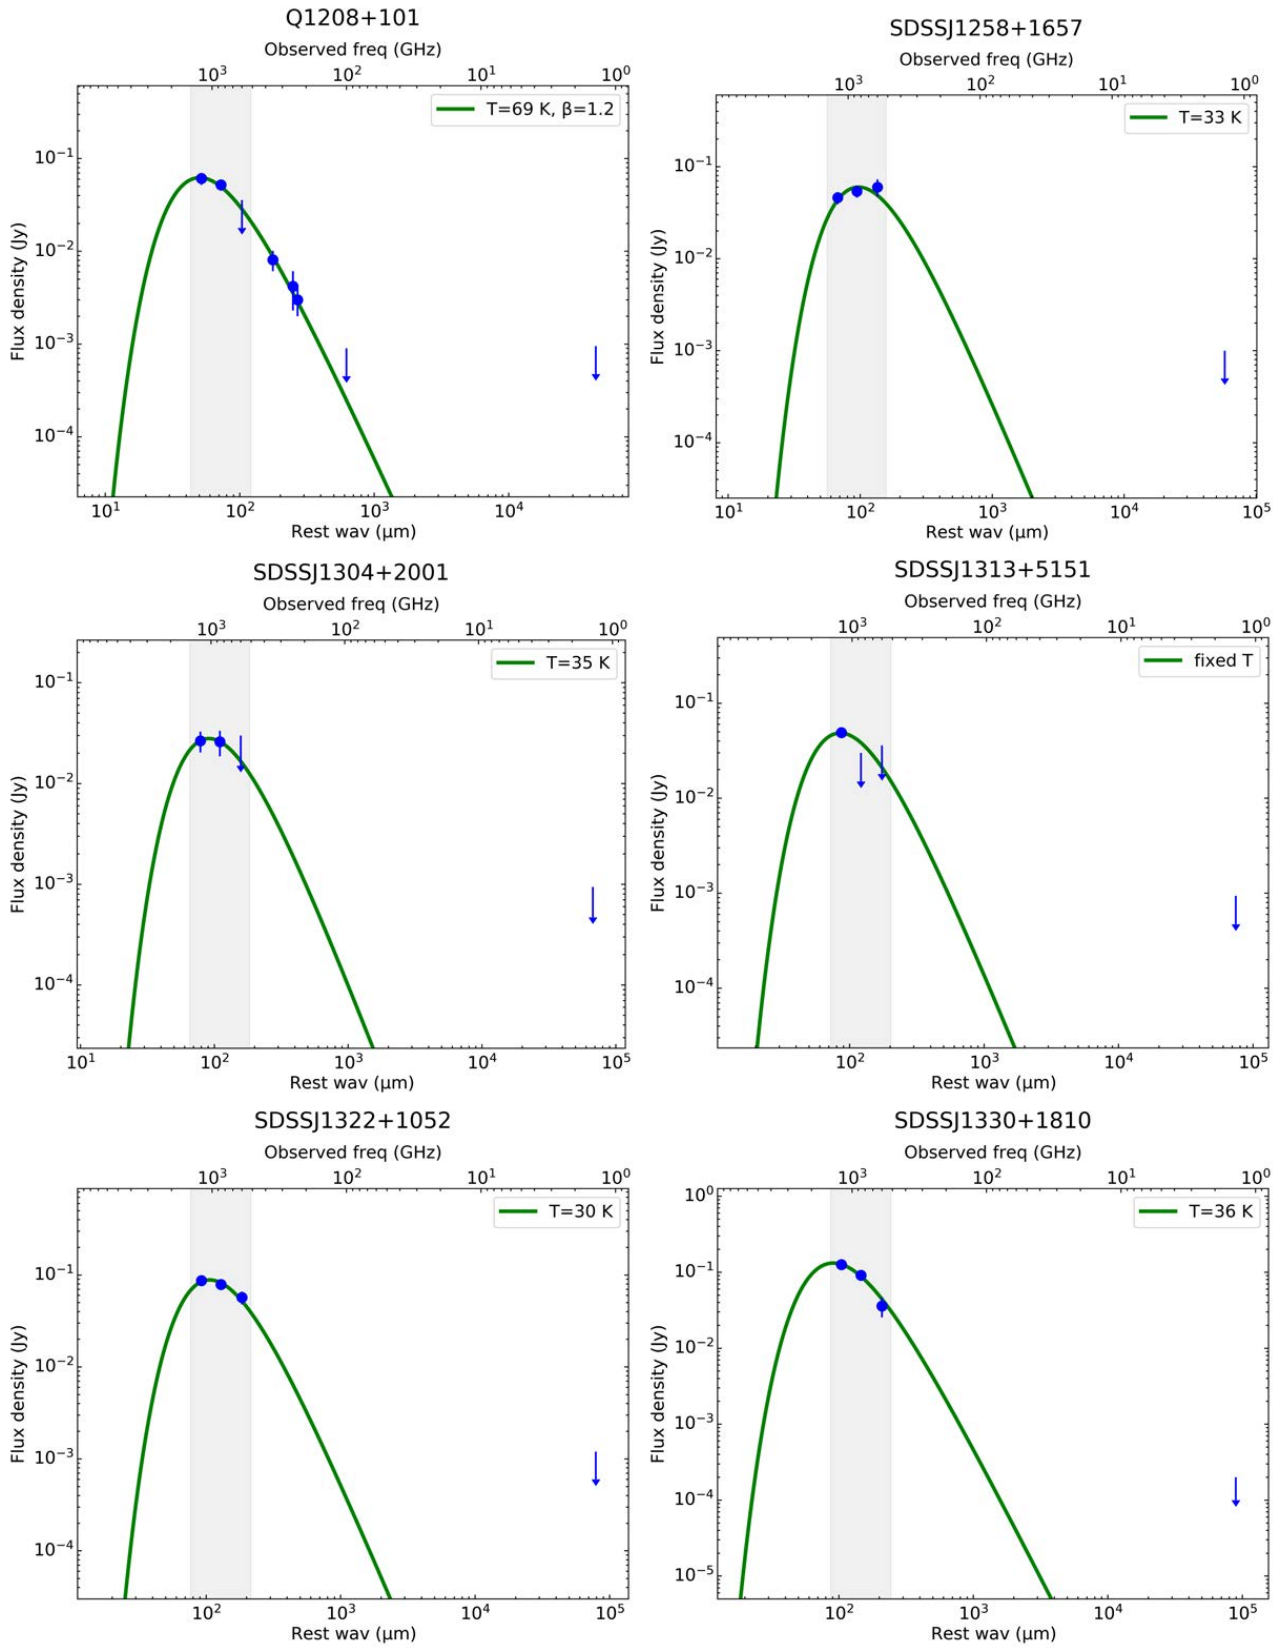 Q1208+101
Observed freq (GHz)
10³ 10² 10¹ 10⁰
T=69 K, β=1.2
10⁻¹
10⁻²
10⁻³
10⁻⁴
Flux density (Jy)
10¹ 10² 10³ 10⁴
Rest wav (μm)
SDSSJ1258+1657
Observed freq (GHz)
10³ 10² 10¹ 10⁰
T=33 K
10⁻¹
10⁻²
10⁻³
10⁻⁴
Flux density (Jy)
10¹ 10² 10³ 10⁴ 10⁵
Rest wav (μm)
SDSSJ1304+2001
Observed freq (GHz)
10³ 10² 10¹ 10⁰
T=35 K
10⁻¹
10⁻²
10⁻³
10⁻⁴
Flux density (Jy)
10¹ 10² 10³ 10⁴ 10⁵
Rest wav (μm)
SDSSJ1313+5151
Observed freq (GHz)
10³ 10² 10¹ 10⁰
fixed T
10⁻¹
10⁻²
10⁻³
10⁻⁴
Flux density (Jy)
10² 10³ 10⁴ 10⁵
Rest wav (μm)
SDSSJ1322+1052
Observed freq (GHz)
10³ 10² 10¹ 10⁰
T=30 K
10⁻¹
10⁻²
10⁻³
10⁻⁴
Flux density (Jy)
10² 10³ 10⁴ 10⁵
Rest wav (μm)
SDSSJ1330+1810
Observed freq (GHz)
10³ 10² 10¹ 10⁰
T=36 K
10⁰
10⁻¹
10⁻²
10⁻³
10⁻⁴
10⁻⁵
Flux density (Jy)
10² 10³ 10⁴ 10⁵
Rest wav (μm)